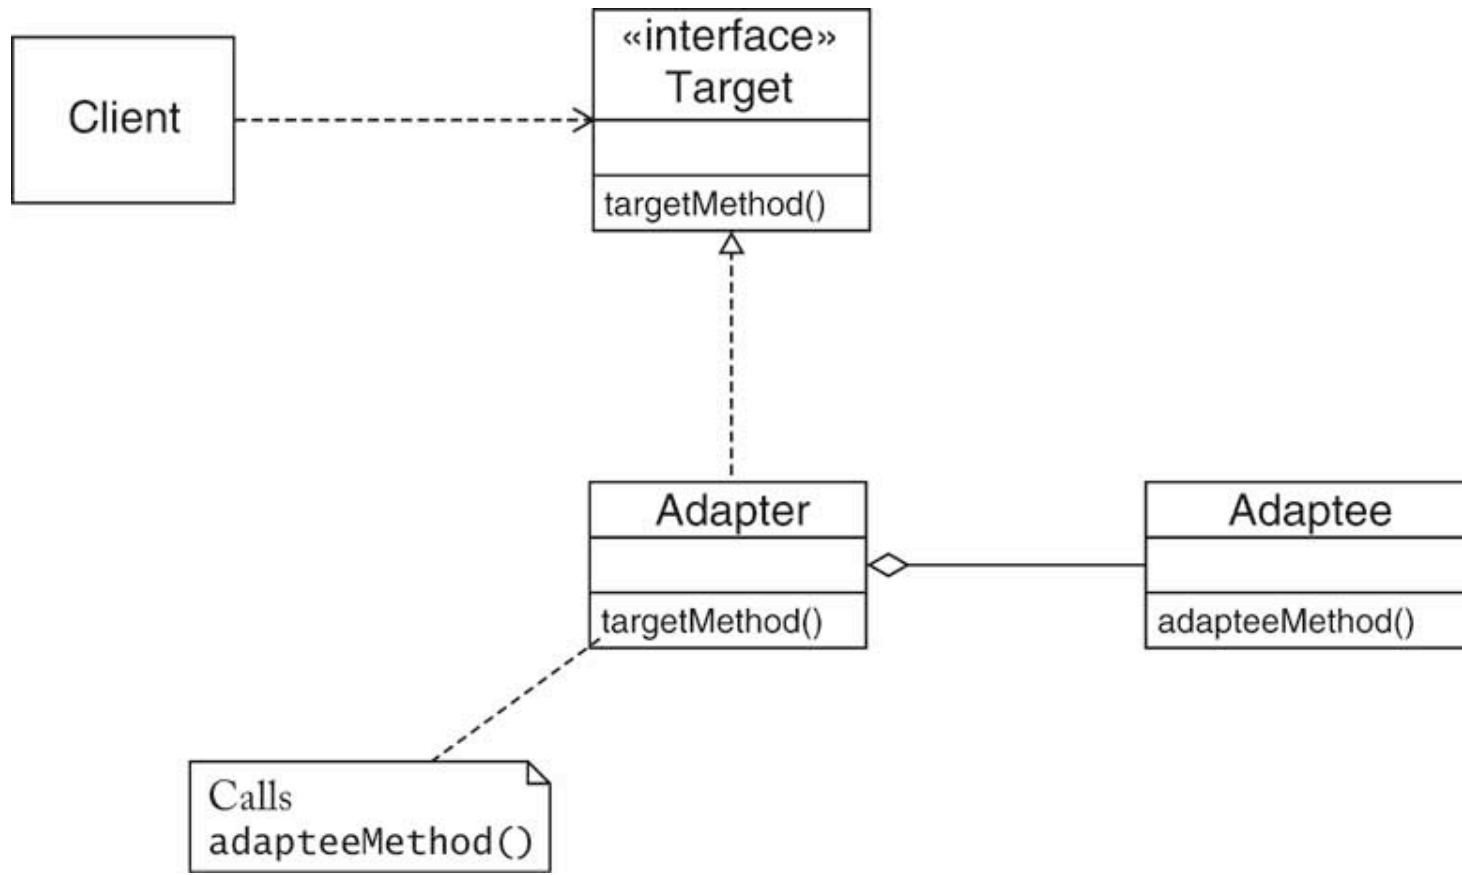 Client
«interface»
Target
targetMethod()
Adapter
targetMethod()
Adaptee
adapteeMethod()
Calls
adapteeMethod()